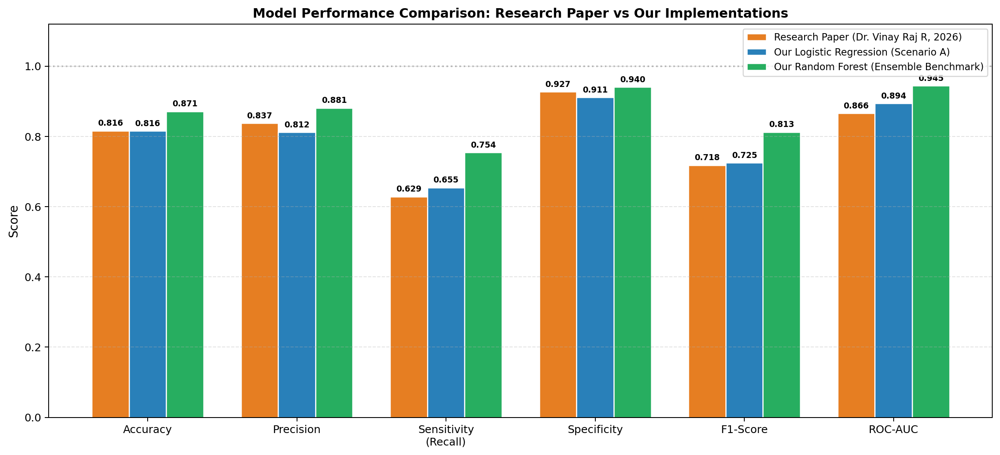 Model Performance Comparison: Research Paper vs Our Implementations
Research Paper (Dr. Vinay Raj R, 2026)
Our Logistic Regression (Scenario A)
Our Random Forest (Ensemble Benchmark)
Score
1.0
0.8
0.6
0.4
0.2
0.0
0.816
0.816
0.871
0.837
0.812
0.881
0.629
0.655
0.754
0.927
0.911
0.940
0.718
0.725
0.813
0.866
0.894
0.945
Accuracy
Precision
Sensitivity
(Recall)
Specificity
F1-Score
ROC-AUC